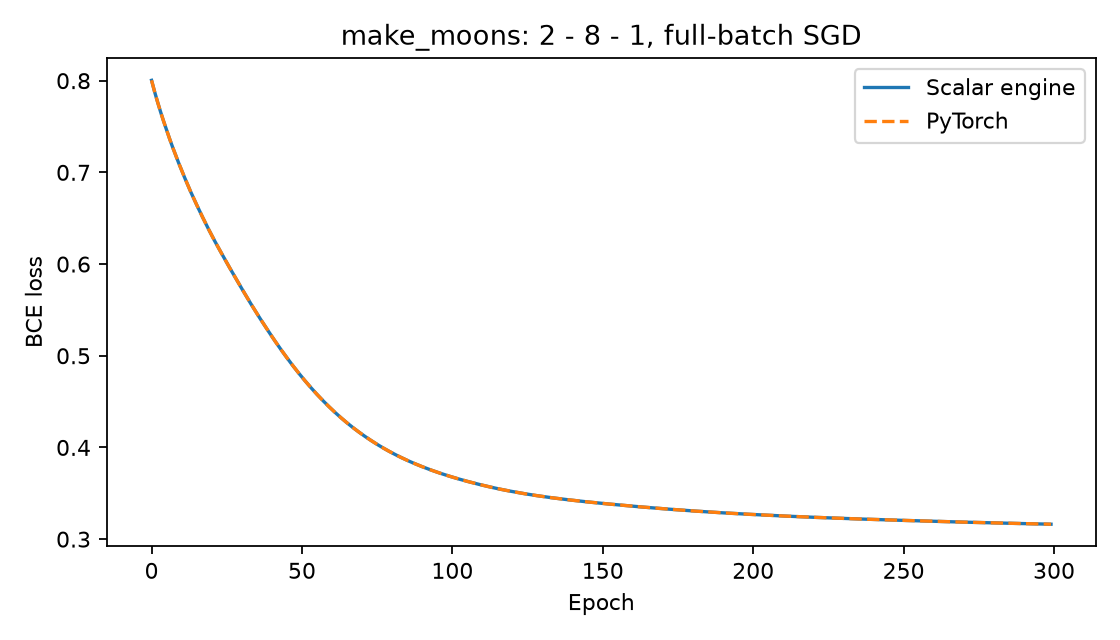 make_moons: 2 - 8 - 1, full-batch SGD
Scalar engine
PyTorch
BCE loss
0.8
0.7
0.6
0.5
0.4
0.3
0 50 100 150 200 250 300
Epoch